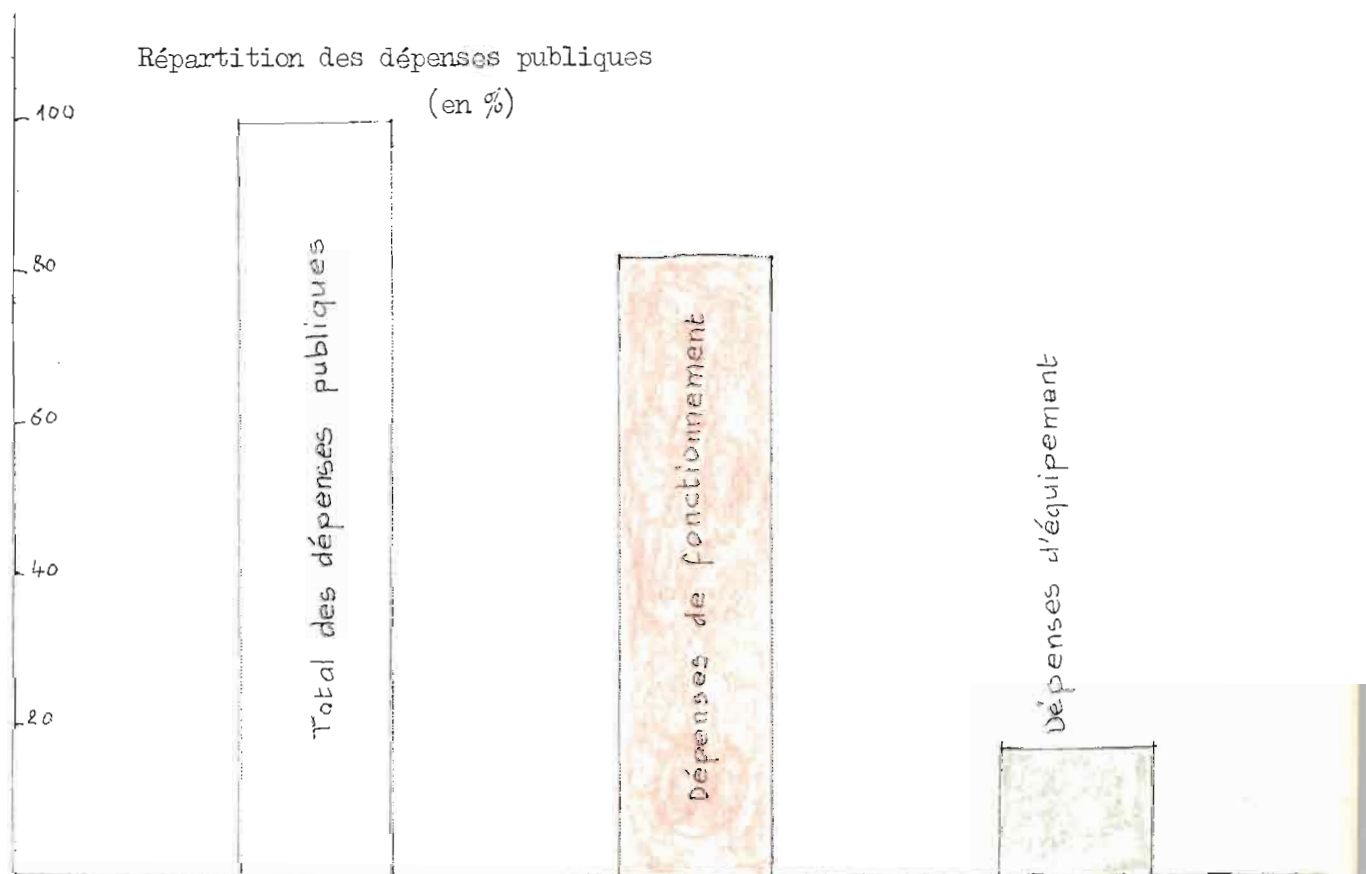 Répartition des dépenses publiques
(en %)
100
80
60
40
20
Total des dépenses publiques
Dépenses de fonctionnement
Dépenses d'équipement